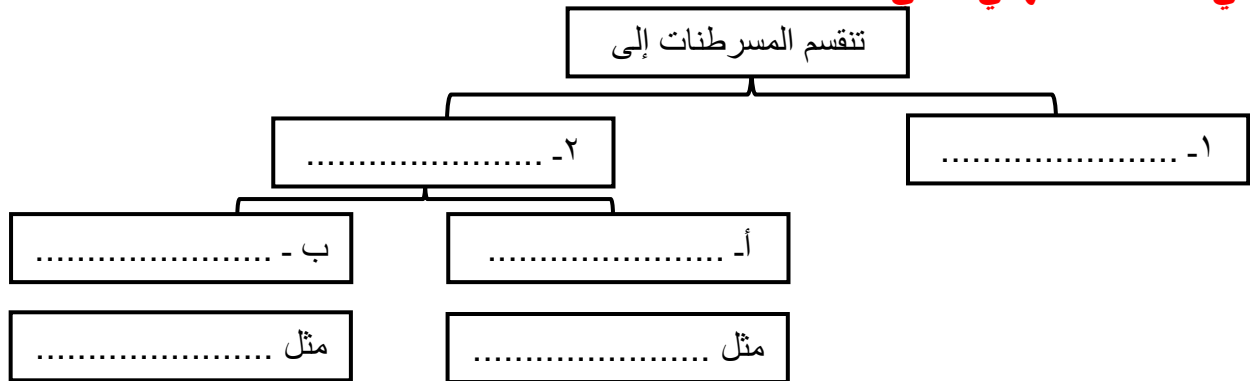 تنقسم المسرطنات إلى
١- .......................
٢- .......................
أ- .......................
ب - .......................
مثل .......................
مثل .......................